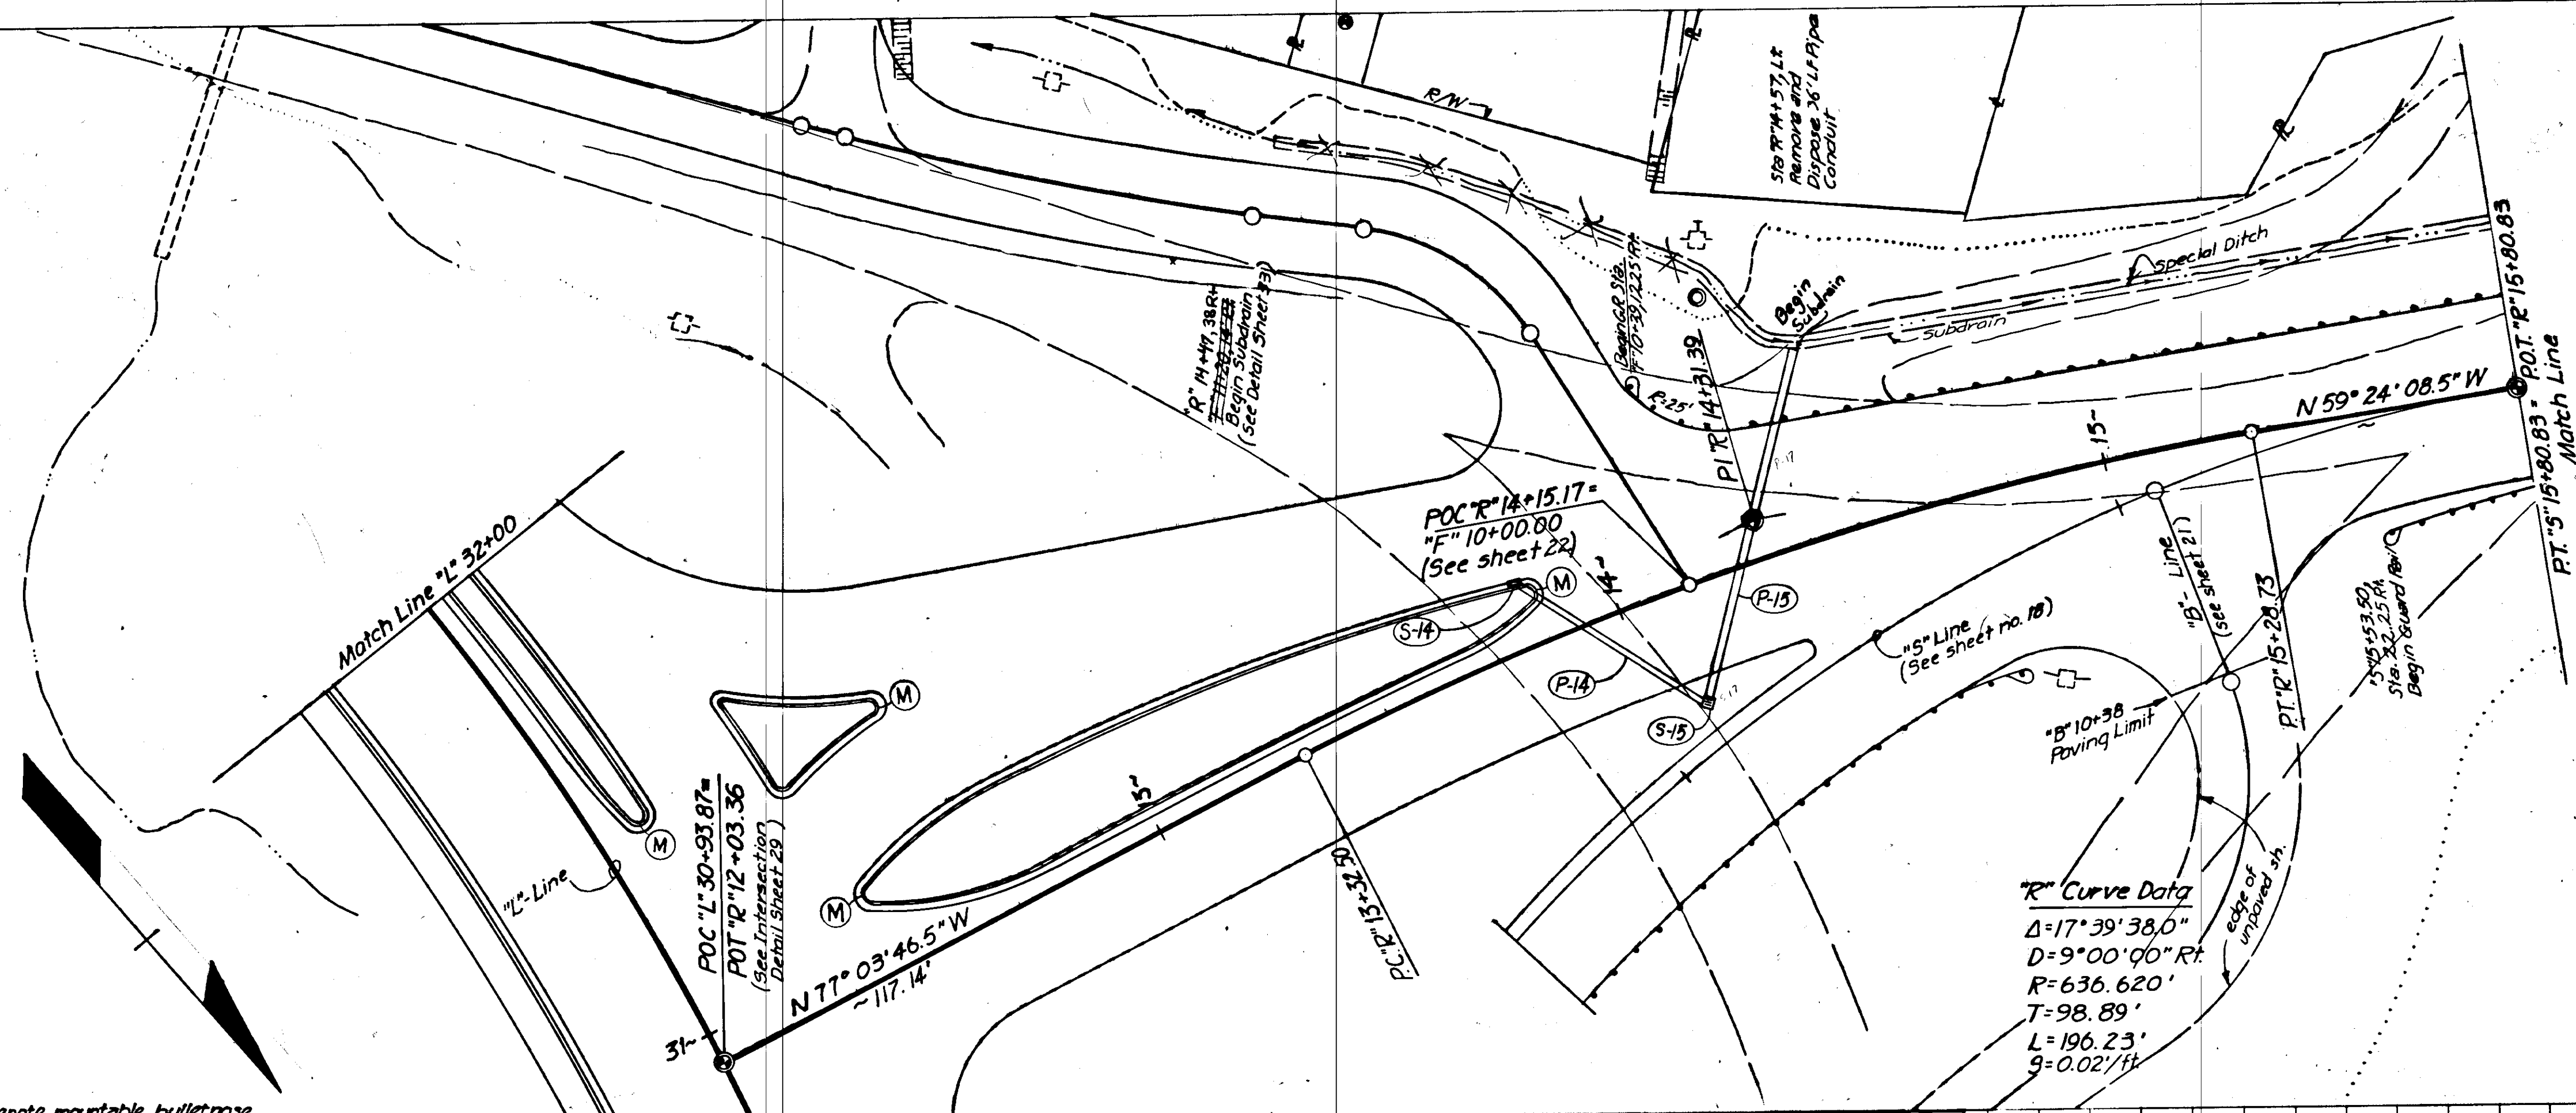 R/W
Sta "R" 14+57, Lt
Remove and
Dispose 36' LF Pipe
Conduit
P.T. "S" 15+80.83 = P.O.T. "R" 15+80.83
Match Line
Special Ditch
Subdrain
Begin
Subdrain
Begin GR Sta.
"F" 10+39, 12.25' Rt.
R=25'
PI "R" 14+31.39
"R" 14+47, 38 Rt
Begin Subdrain
(See Detail Sheet 33)
N 59° 24' 08.5" W
15~
P-17
POC "R" 14+15.17 =
"F" 10+00.00
(See sheet 22)
14~
M
S-14
P-14
P-15
S-15
S-17
"S" Line
(See sheet no. 18)
"B"- Line
(see sheet 21)
P.T. "R" 15+28.73
"S" 15+53.50,
Sta. 22.25 Rt.
Begin Guard Rail
"B" 10+38
Paving Limit
edge of
unpaved sh.
Match Line "L" 32+00
M
M
M
"L"-Line
POC "L" 30+93.87=
POT "R" 12+03.36
(See Intersection
Detail Sheet 29)
13~
N 77° 03' 46.5" W
~ 117.14'
P.C. "R" 13+32.50
31~
"R" Curve Data
Δ=17°39'38.0"
D=9°00'00" Rt.
R=636.620'
T=98.89'
L=196.23'
S=0.02'/ft.
mountable bulletnose